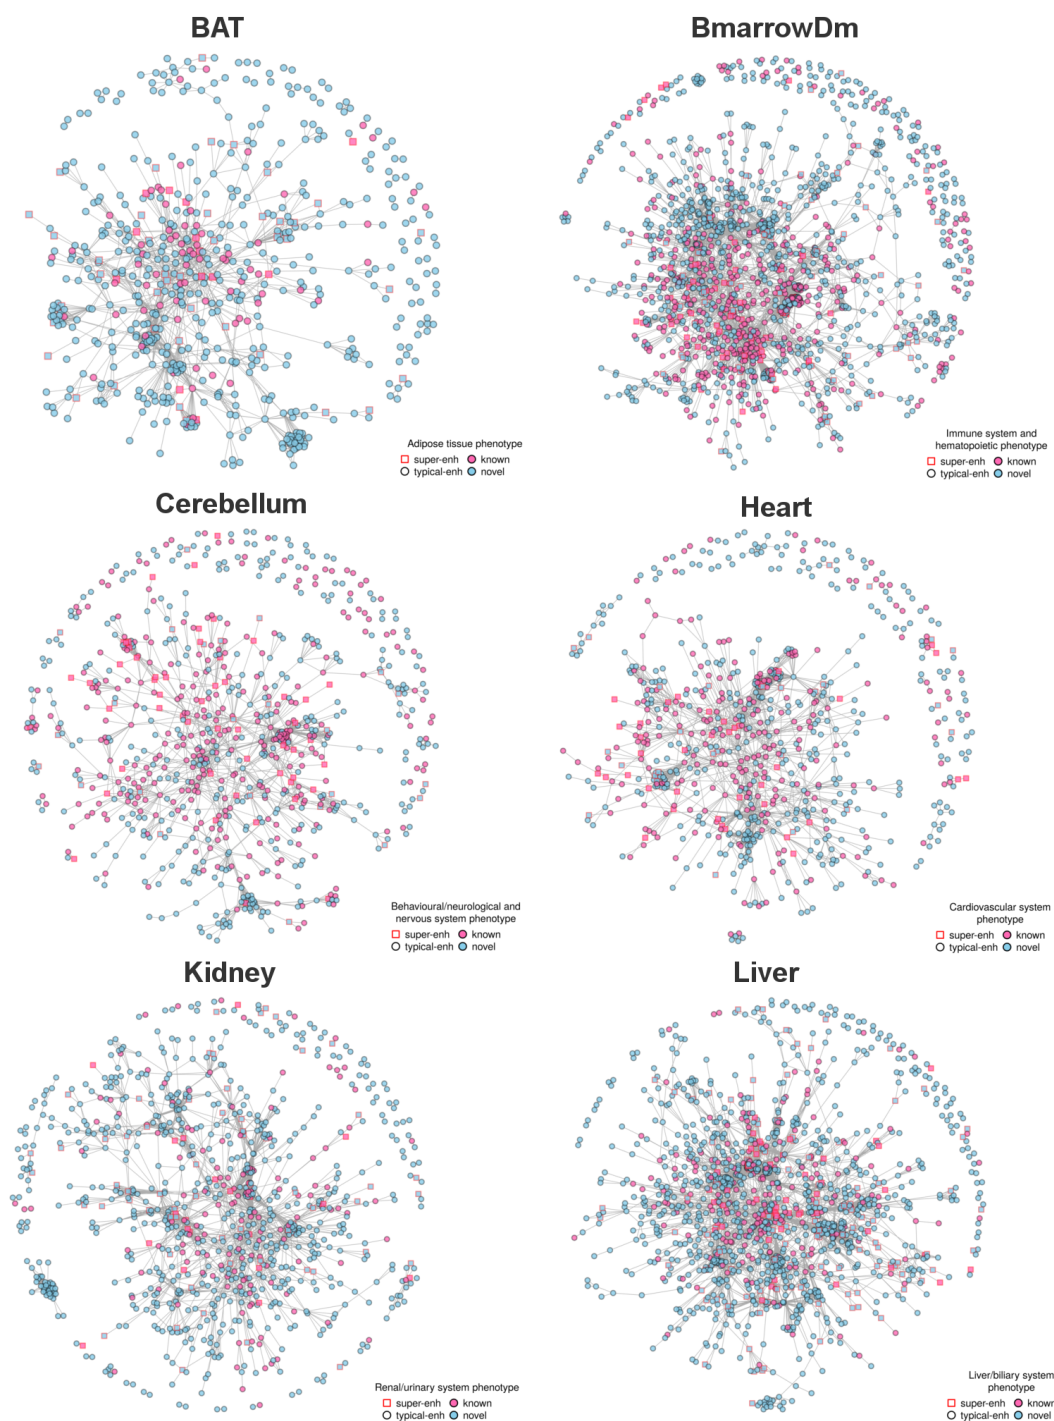 BAT
BmarrowDm
Adipose tissue phenotype
super-enh known
typical-enh novel
Immune system and
hematopoietic phenotype
super-enh known
typical-enh novel
Cerebellum
Heart
Behavioural/neurological and
nervous system phenotype
super-enh known
typical-enh novel
Cardiovascular system
phenotype
super-enh known
typical-enh novel
Kidney
Liver
Renal/urinary system phenotype
super-enh known
typical-enh novel
Liver/biliary system
phenotype
super-enh known
typical-enh novel